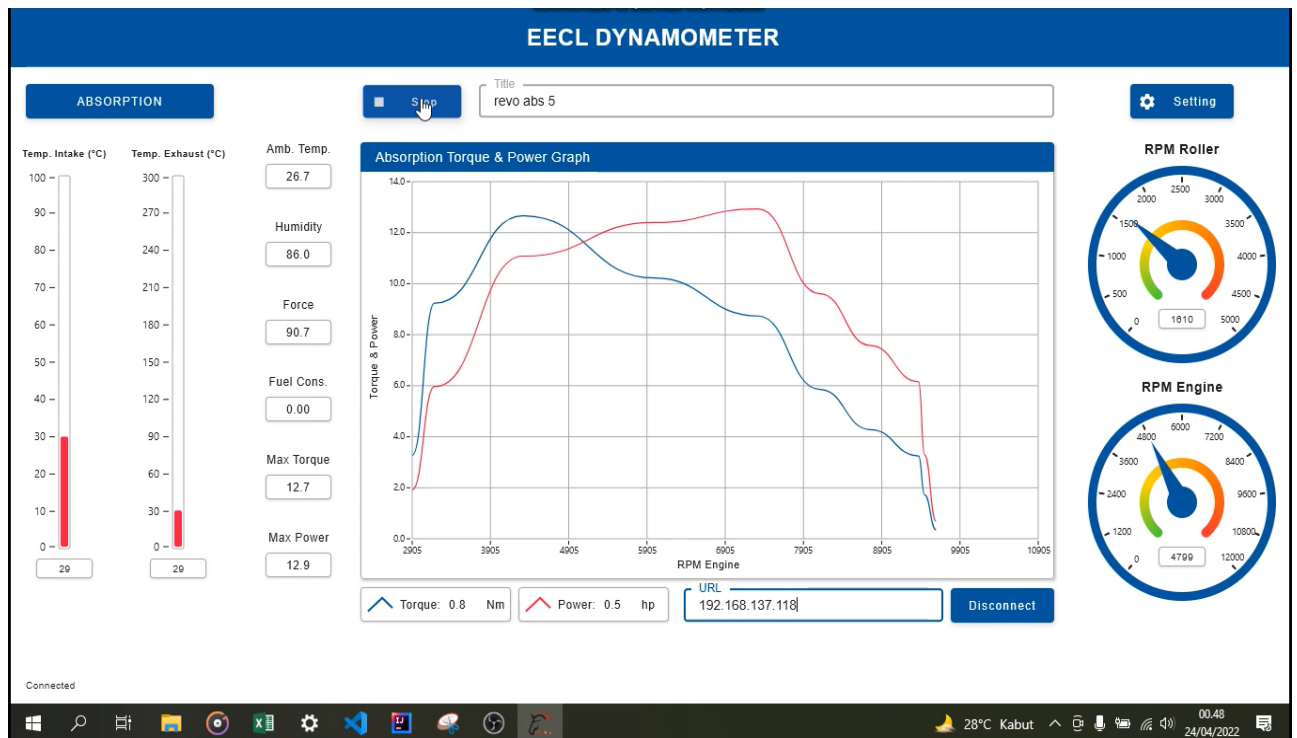 EECL DYNAMOMETER
ABSORPTION
Stop
Title
revo abs 5
Setting
Temp. Intake (°C)
100
90
80
70
60
50
40
30
20
10
0
29
Temp. Exhaust (°C)
300
270
240
210
180
150
120
90
60
30
0
29
Amb. Temp.
26.7
Humidity
86.0
Force
90.7
Fuel Cons.
0.00
Max Torque
12.7
Max Power
12.9
Absorption Torque & Power Graph
Torque & Power
14.0
12.0
10.0
8.0
6.0
4.0
2.0
0.0
2905 3905 4905 5905 6905 7905 8905 9905 10905
RPM Engine
Torque: 0.8 Nm
Power: 0.5 hp
URL
192.168.137.118
Disconnect
RPM Roller
0
500
1000
1500
2000
2500
3000
3500
4000
4500
5000
1610
RPM Engine
0
1200
2400
3600
4800
6000
7200
8400
9600
10800
12000
4799
Connected
28°C Kabut
00.48
24/04/2022